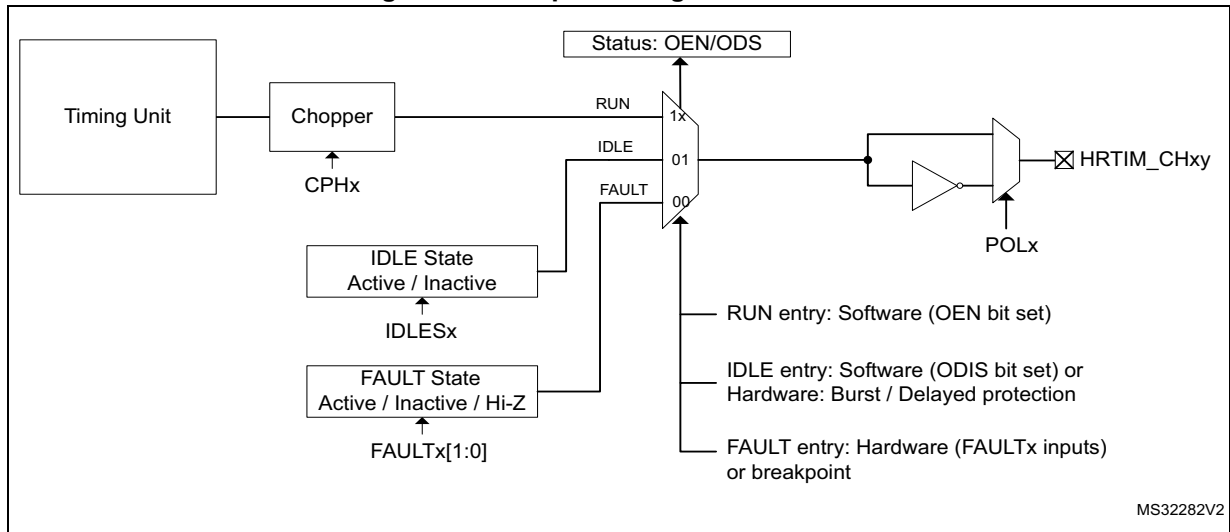 Status: OEN/ODS
Timing Unit
Chopper
RUN
1x
CPHx
IDLE
01
HRTIM_CHxy
FAULT
00
POLx
IDLE State
Active / Inactive
IDLESx
RUN entry: Software (OEN bit set)
IDLE entry: Software (ODIS bit set) or
Hardware: Burst / Delayed protection
FAULT State
Active / Inactive / Hi-Z
FAULTx[1:0]
FAULT entry: Hardware (FAULTx inputs)
or breakpoint
MS32282V2